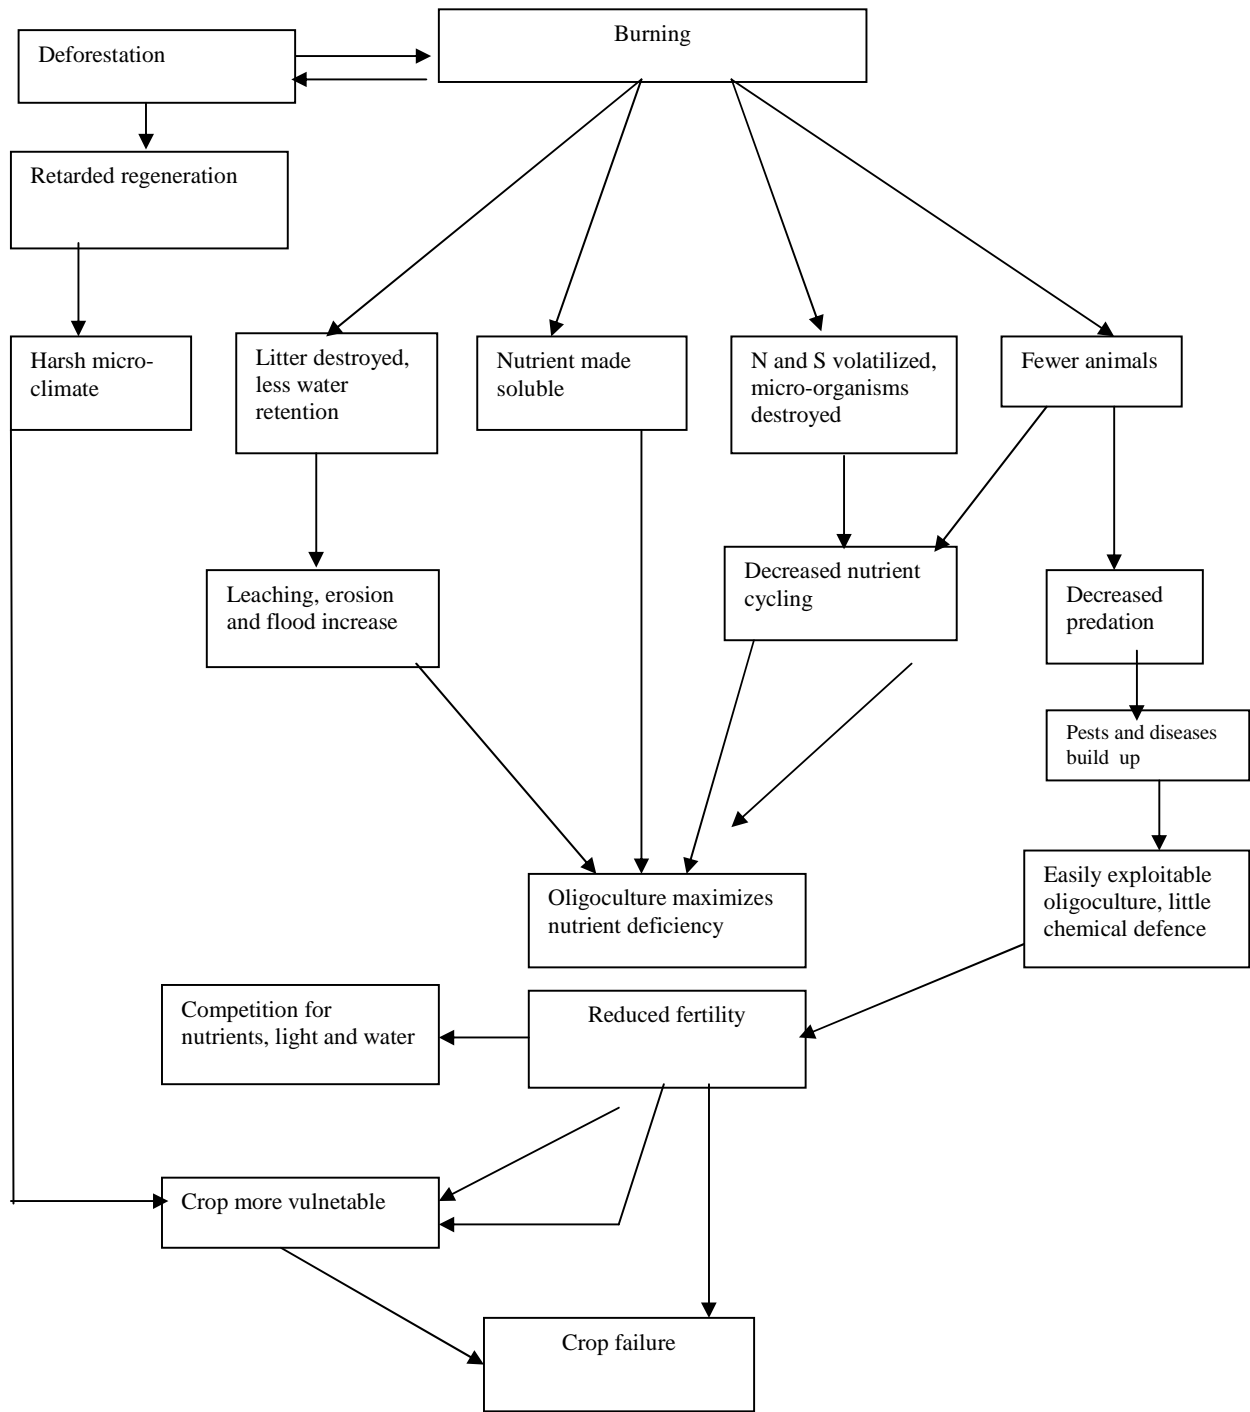 Burning
Deforestation
Retarded regeneration
Harsh micro-
climate
Litter destroyed,
less water
retention
Nutrient made
soluble
N and S volatilized,
micro-organisms
destroyed
Fewer animals
Leaching, erosion
and flood increase
Decreased nutrient
cycling
Decreased
predation
Pests and diseases
build  up
Easily exploitable
oligoculture, little
chemical defence
Oligoculture maximizes
nutrient deficiency
Competition for
nutrients, light and water
Reduced fertility
Crop more vulnetable
Crop failure